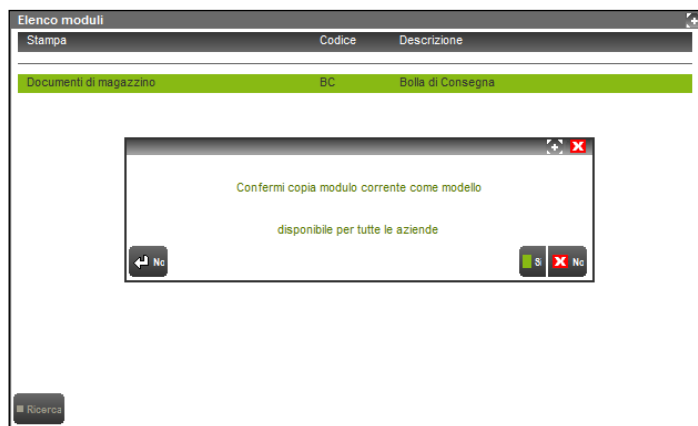 Elenco moduli
Stampa Codice Descrizione
Documenti di magazzino BC Bolla di Consegna
Confermi copia modulo corrente come modello
disponibile per tutte le aziende
No Si No
Ricerca